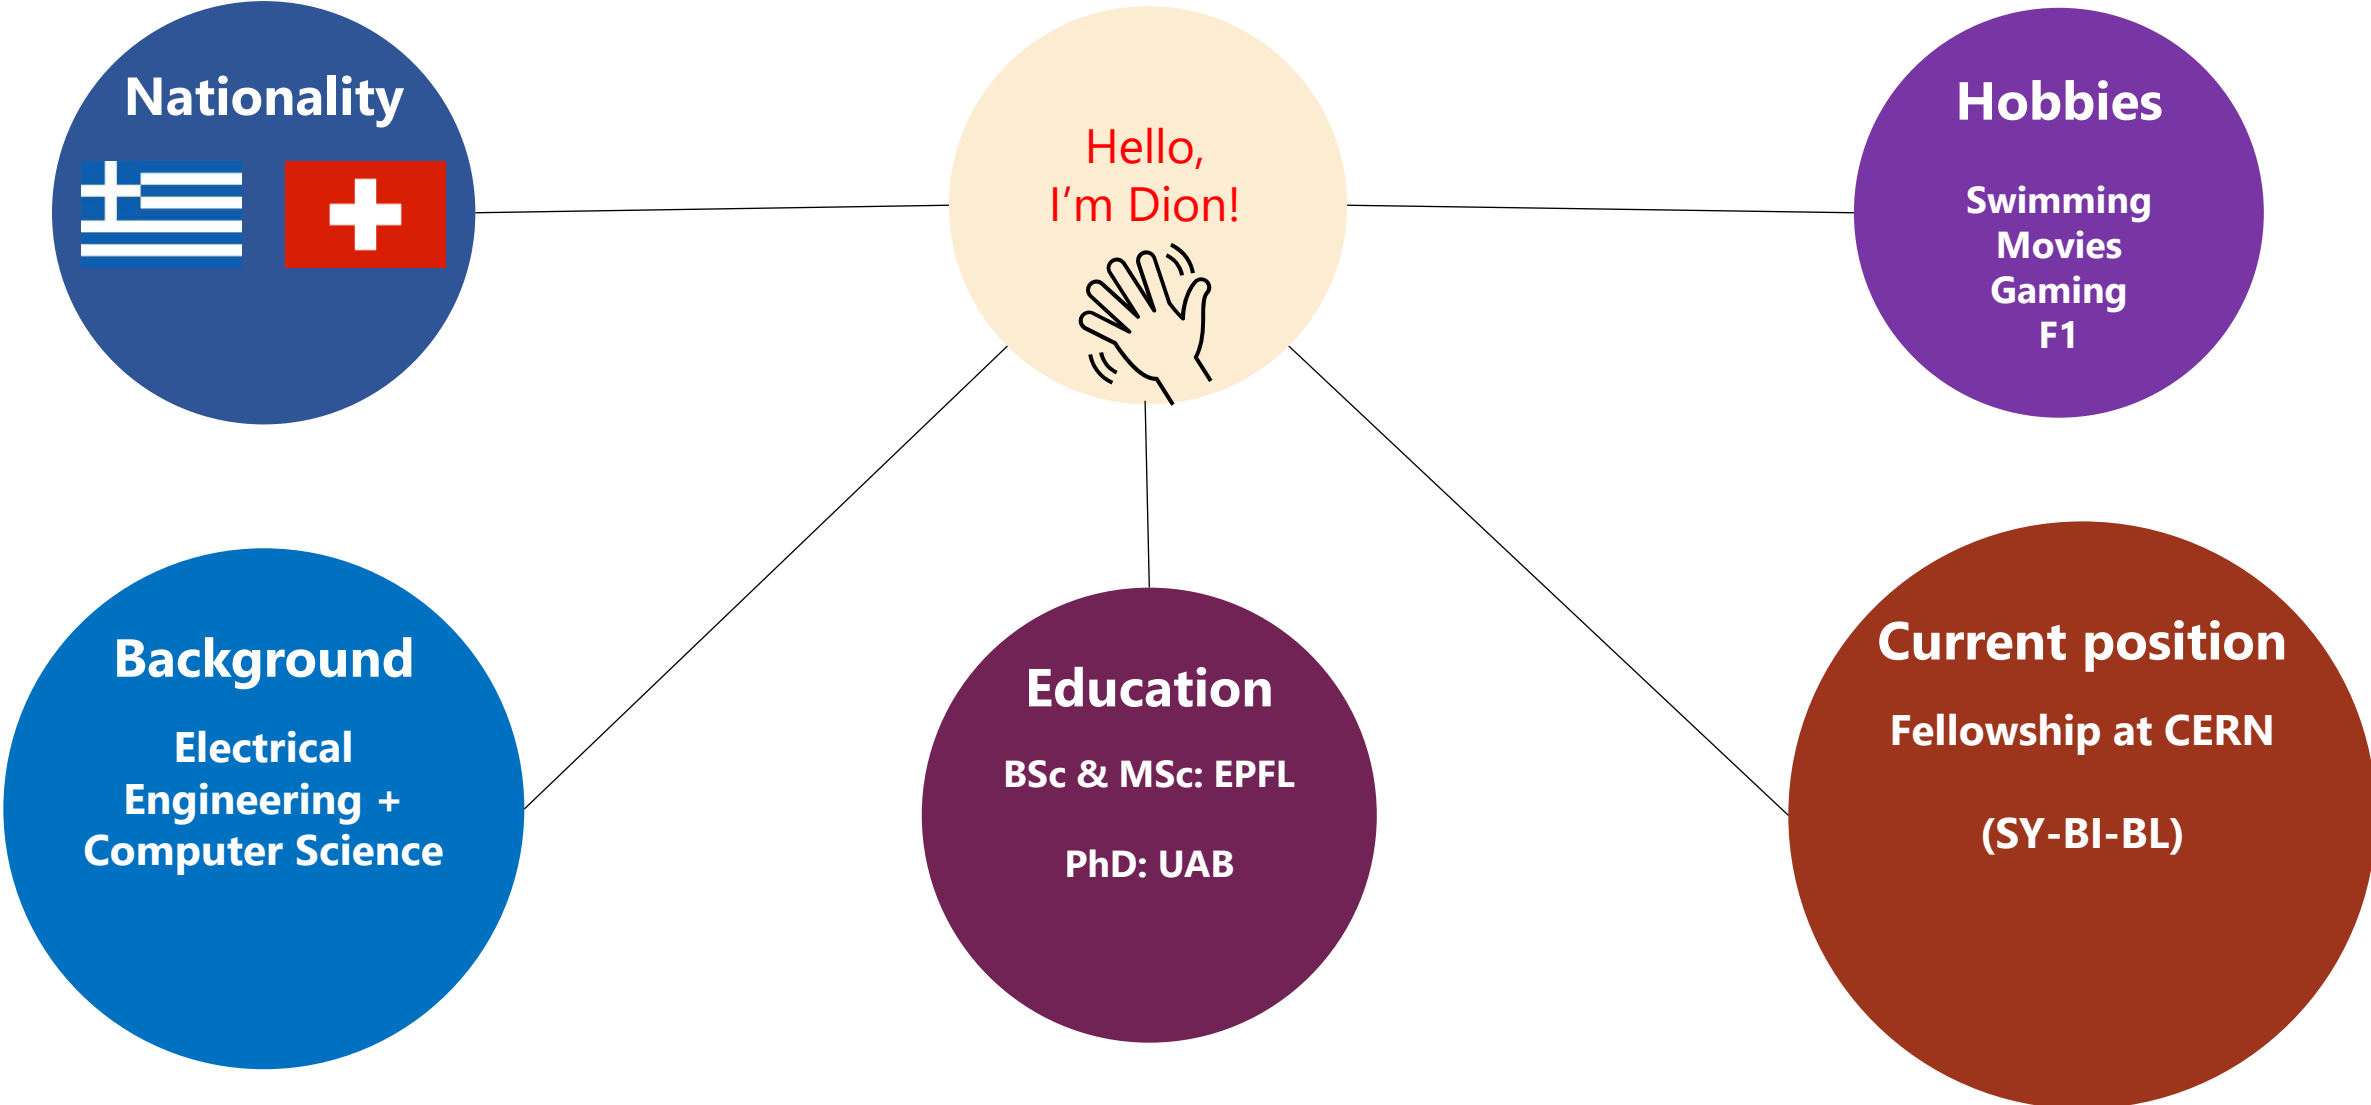 Nationality
Hello,
I’m Dion!
Hobbies
Swimming
Movies
Gaming
F1
Background
Electrical
Engineering +
Computer Science
Education
BSc & MSc: EPFL
PhD: UAB
Current position
Fellowship at CERN
(SY-BI-BL)